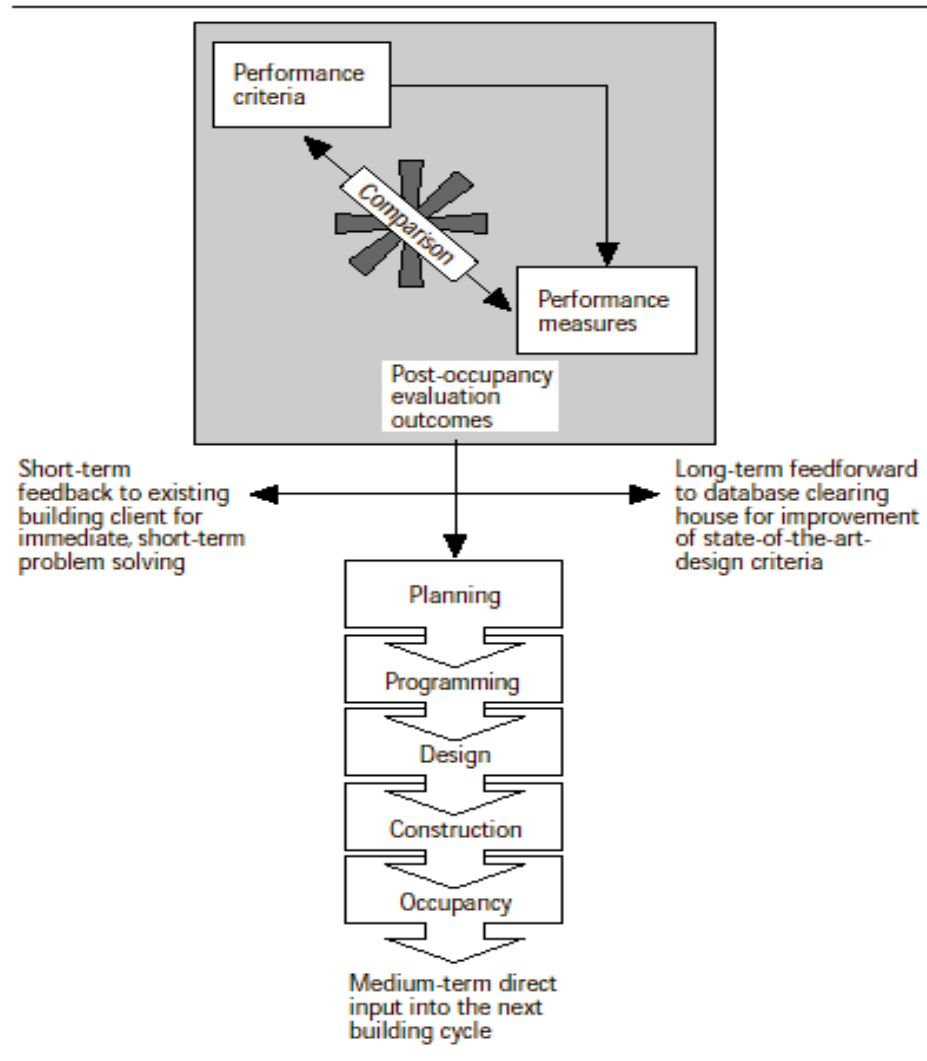 Performance
criteria
Comparison
Performance
measures
Post-occupancy
evaluation
outcomes
Short-term
feedback to existing
building client for
immediate, short-term
problem solving
Long-term feedforward
to database clearing
house for improvement
of state-of-the-art-
design criteria
Planning
Programming
Design
Construction
Occupancy
Medium-term direct
input into the next
building cycle